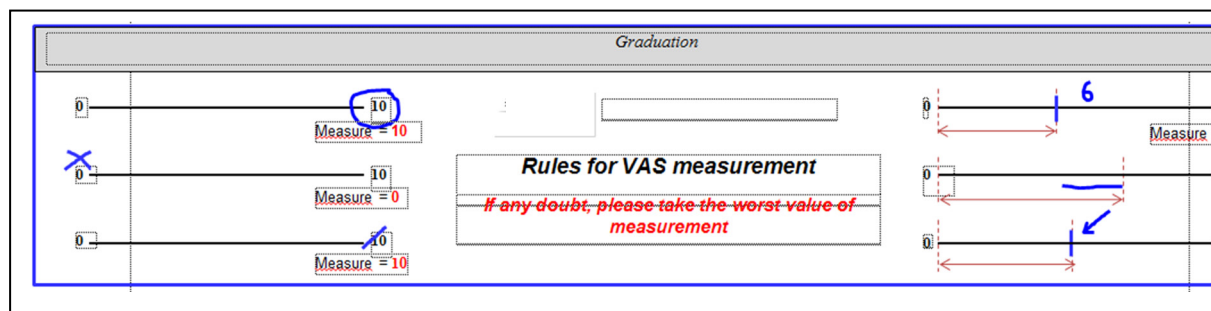 Graduation
0 10
Measure = 10
0 6
Measure
0 10
Measure = 0
Rules for VAS measurement
0
If any doubt, please take the worst value of
measurement
0 10
Measure = 10
0